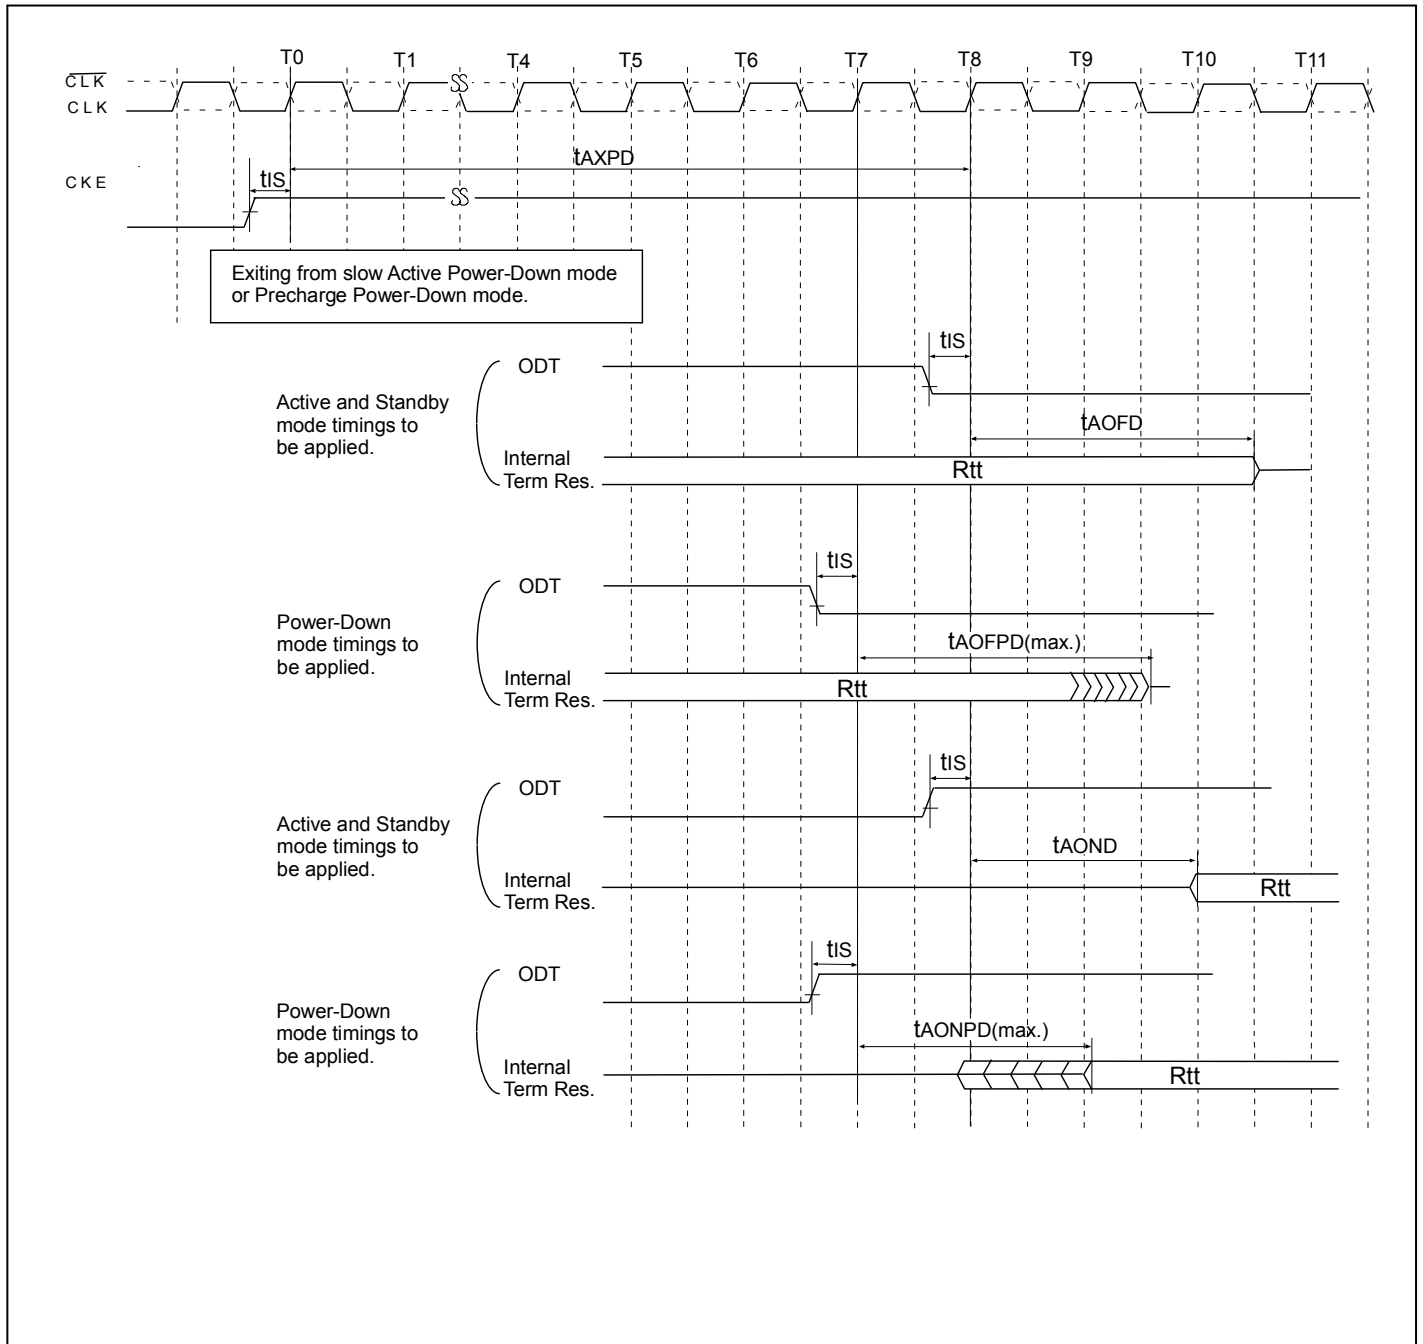 T0 T1 T4 T5 T6 T7 T8 T9 T10 T11
CLK
CLK
tAXPD
CKE
tIS
Exiting from slow Active Power-Down mode
or Precharge Power-Down mode.
tIS
ODT
Active and Standby
mode timings to
be applied.
tAOFD
Internal
Term Res.
Rtt
tIS
ODT
Power-Down
mode timings to
be applied.
tAOFPD(max.)
Internal
Term Res.
Rtt
tIS
ODT
Active and Standby
mode timings to
be applied.
tAOND
Internal
Term Res.
Rtt
tIS
ODT
Power-Down
mode timings to
be applied.
tAONPD(max.)
Internal
Term Res.
Rtt